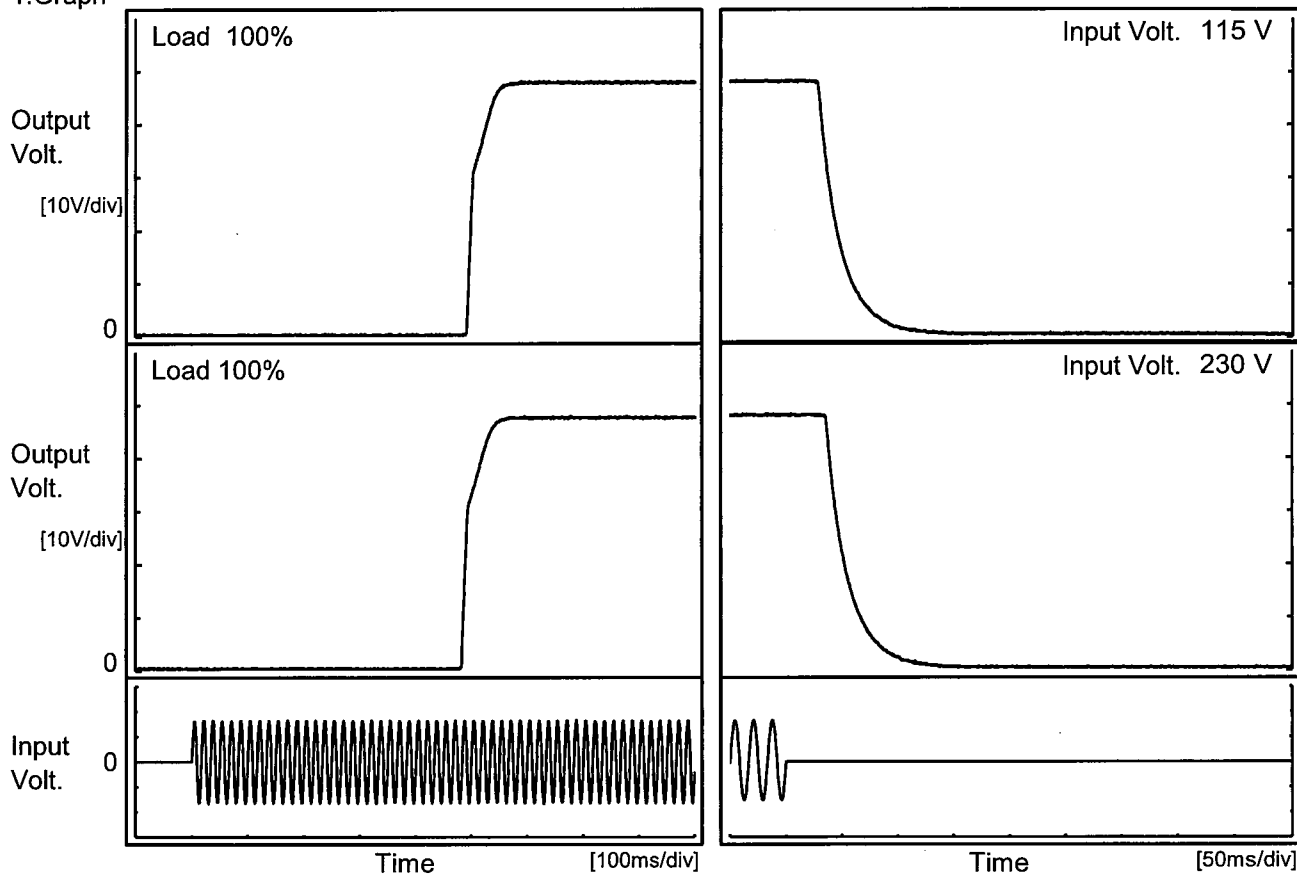 1.Graph
Load 100%
Input Volt. 115 V
Output
Volt.
[10V/div]
0
Load 100%
Input Volt. 230 V
Output
Volt.
[10V/div]
0
Input
Volt.
0
Time
[100ms/div]
Time
[50ms/div]